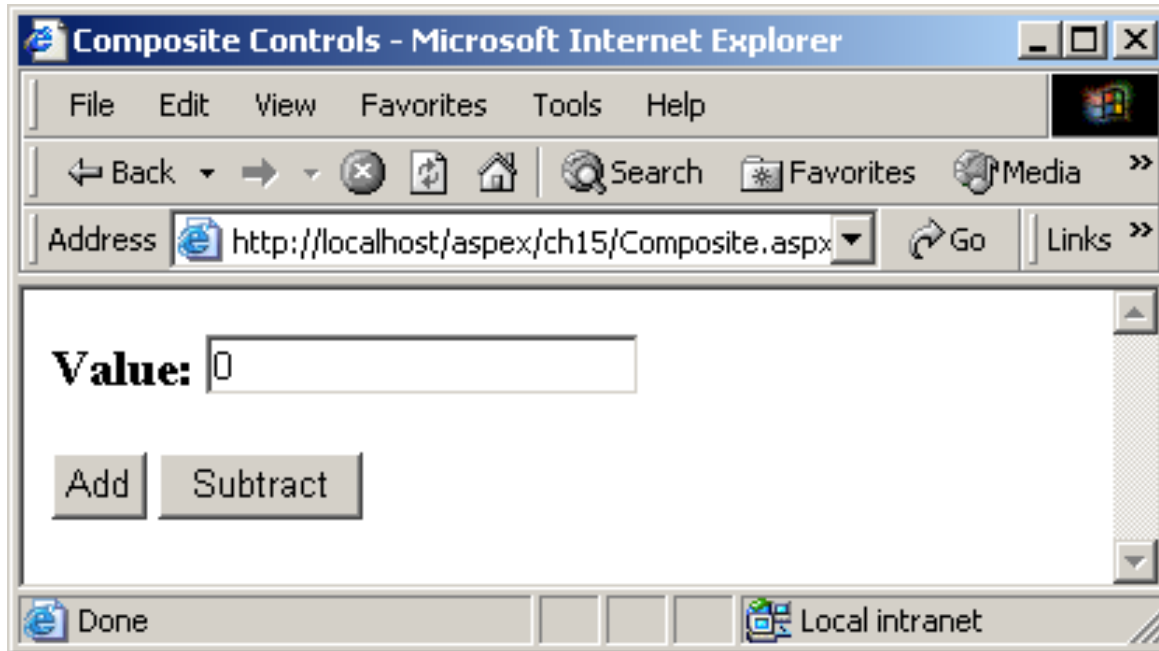 Composite Controls - Microsoft Internet Explorer
File Edit View Favorites Tools Help
Back Search Favorites Media »
Address http://localhost/aspex/ch15/Composite.aspx Go Links »
Value: 0
Add Subtract
Done Local intranet